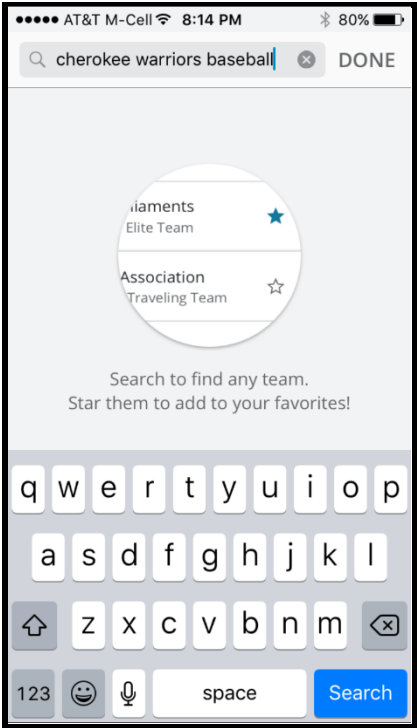 AT&T M-Cell 8:14 PM 80%
cherokee warriors baseball DONE
iaments
Elite Team
Association
Traveling Team
Search to find any team.
Star them to add to your favorites!
q w e r t y u i o p
a s d f g h j k l
z x c v b n m
123 space Search